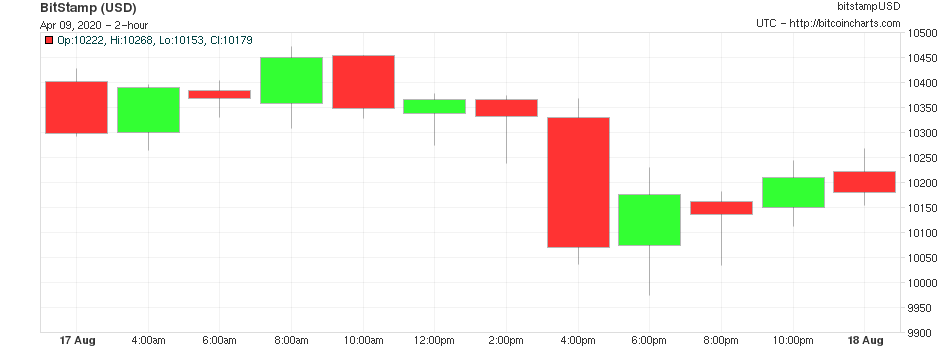 BitStamp (USD)
bitstampUSD
Apr 09, 2020 - 2-hour
UTC - http://bitcoincharts.com
Op:10222, Hi:10268, Lo:10153, Cl:10179
10500
10450
10400
10350
10300
10250
10200
10150
10100
10050
10000
9950
9900
17 Aug 4:00am 6:00am 8:00am 10:00am 12:00pm 2:00pm 4:00pm 6:00pm 8:00pm 10:00pm 18 Aug